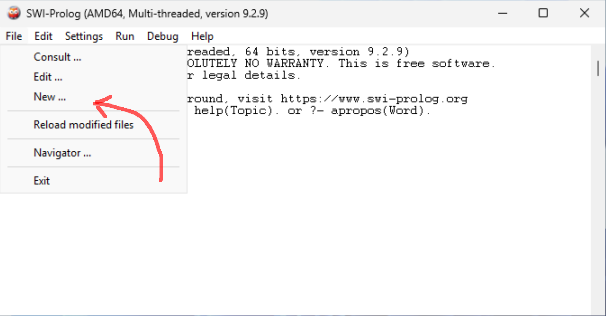 SWI-Prolog (AMD64, Multi-threaded, version 9.2.9)
File Edit Settings Run Debug Help
Consult ...
Edit ...
New ...
Reload modified files
Navigator ...
Exit
readed, 64 bits, version 9.2.9)
OLUTELY NO WARRANTY. This is free software.
r legal details.
round, visit https://www.swi-prolog.org
help(Topic). or ?- apropos(Word).